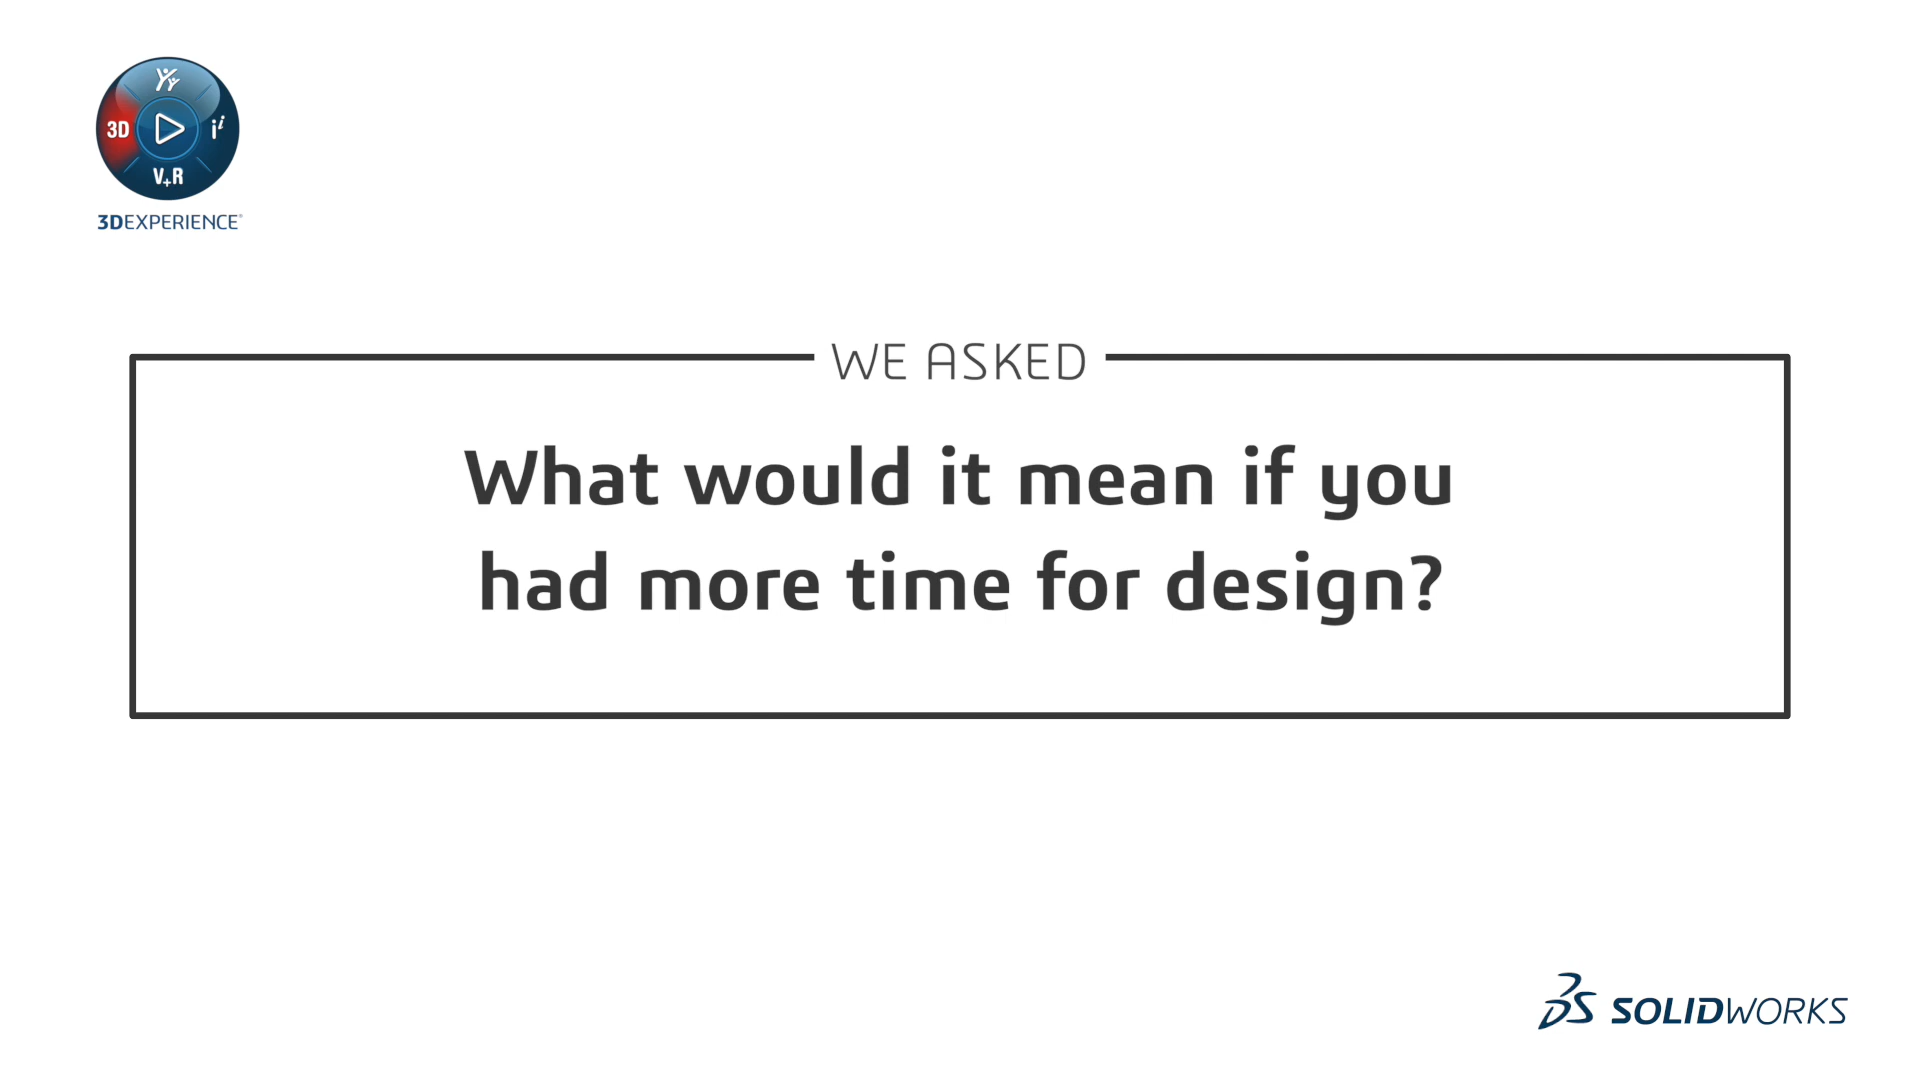 3D
V+R
3DEXPERIENCE®
WE ASKED
What would it mean if you
had more time for design?
SOLIDWORKS